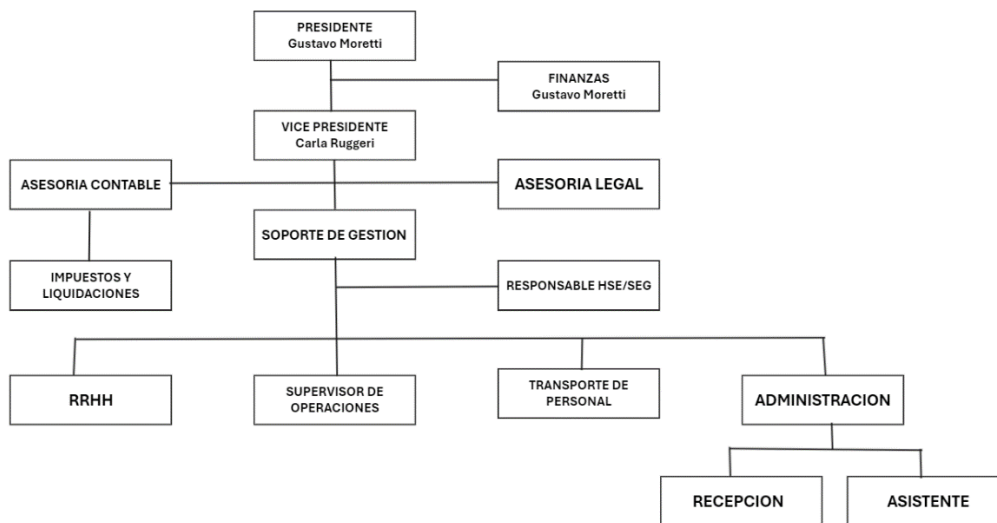 PRESIDENTE
Gustavo Moretti
FINANZAS
Gustavo Moretti
VICE PRESIDENTE
Carla Ruggeri
ASESORIA CONTABLE
ASESORIA LEGAL
SOPORTE DE GESTION
IMPUESTOS Y
LIQUIDACIONES
RESPONSABLE HSE/SEG
RRHH
SUPERVISOR DE
OPERACIONES
TRANSPORTE DE
PERSONAL
ADMINISTRACION
RECEPCION
ASISTENTE